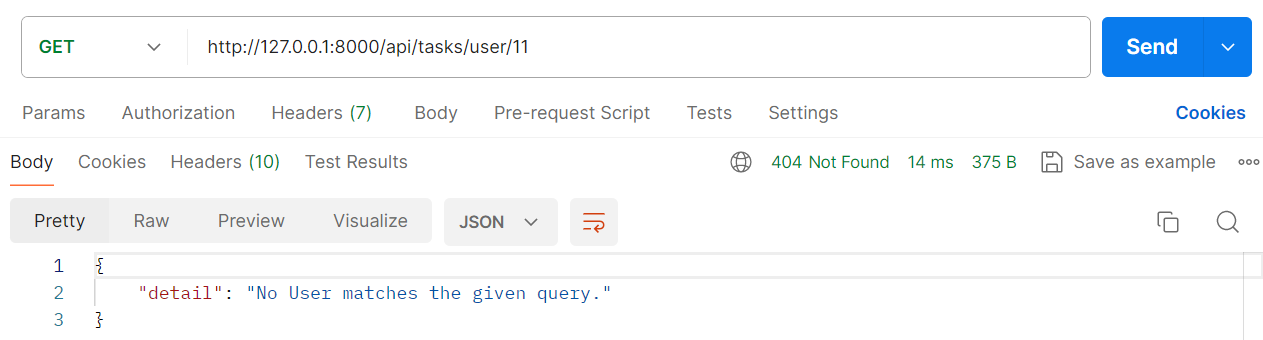 GET http://127.0.0.1:8000/api/tasks/user/11 Send
Params Authorization Headers (7) Body Pre-request Script Tests Settings Cookies
Body Cookies Headers (10) Test Results 404 Not Found 14 ms 375 B Save as example
Pretty Raw Preview Visualize JSON
1 {
2 "detail": "No User matches the given query."
3 }